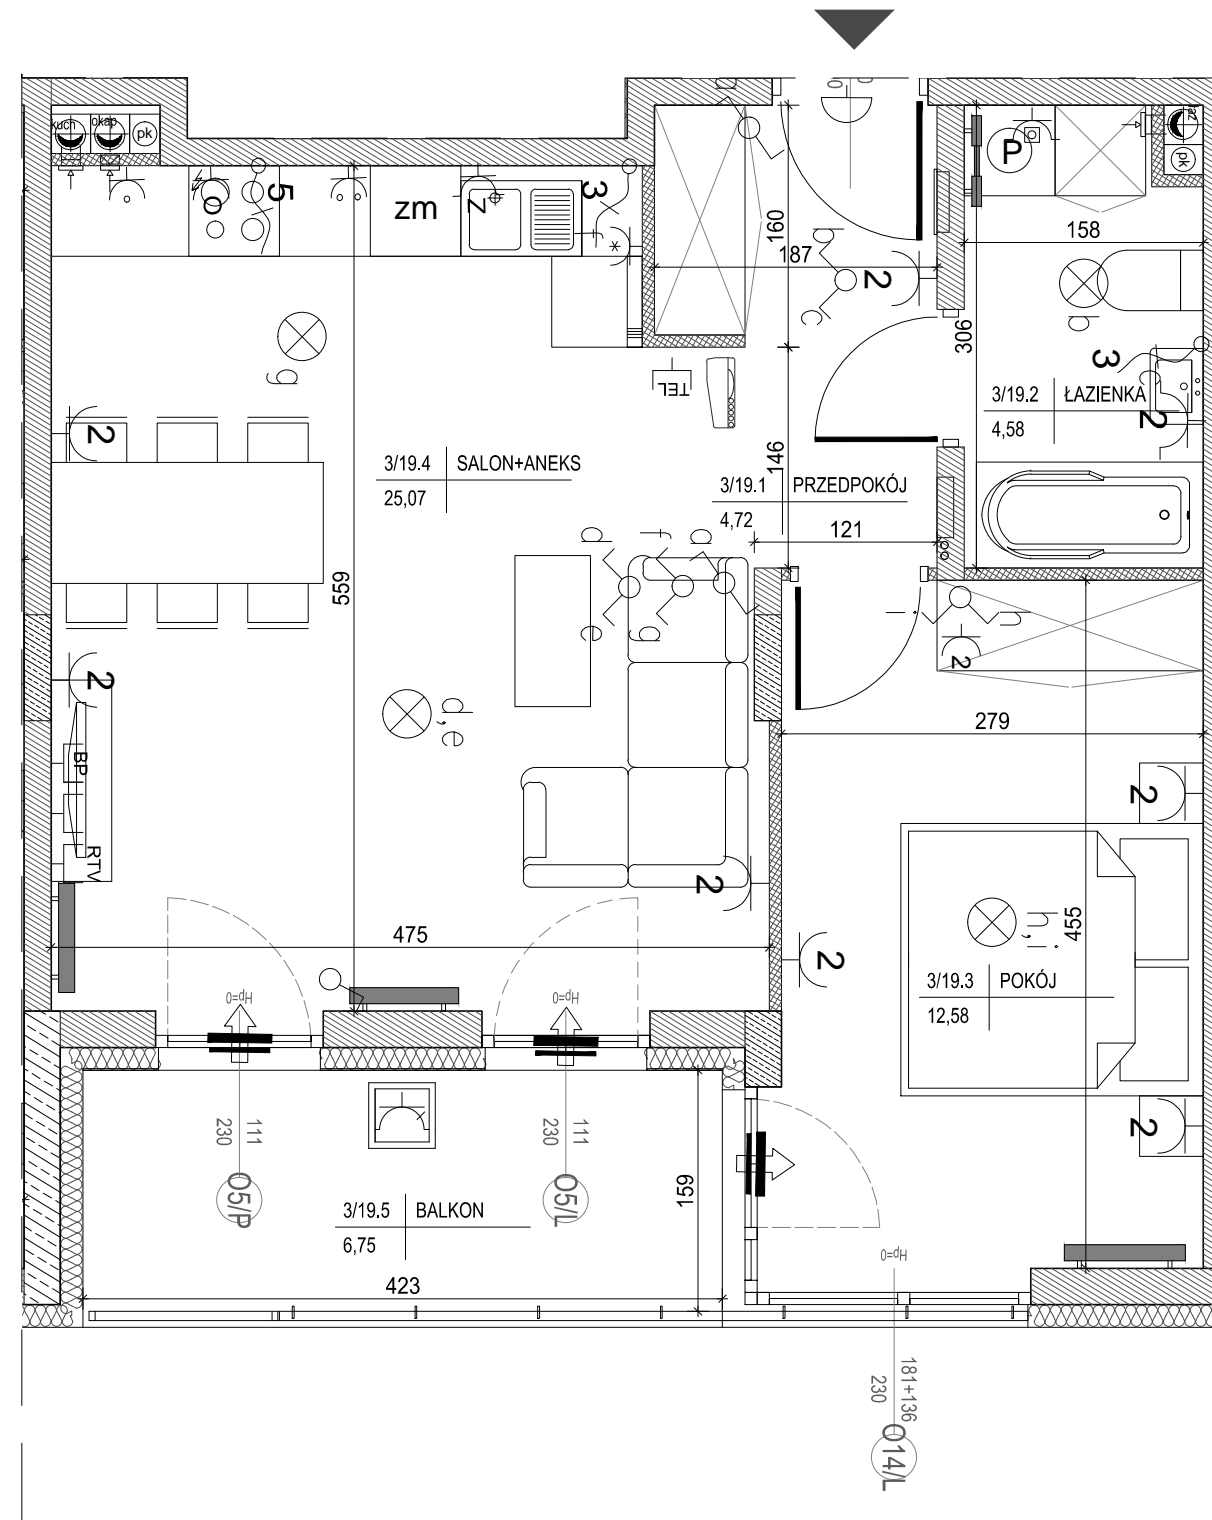 kuch
okap
pk
5
3
zm
z
o
*
P
pk
158
160
187
b
c
2
306
b
3
c
2
3/19.2 ŁAZIENKA
4,58
g
TEL
2
3/19.4 SALON+ANEKS
25,07
146
3/19.1 PRZEDPOKÓJ
4,72
121
559
d
f
e
g
a
i
h
2
2
d,e
279
BP
RTV
2
2
475
2
h,i
455
3/19.3 POKÓJ
12,58
Hp=0
Hp=0
111
230
O5/P
111
230
O5/L
2
159
3/19.5 BALKON
6,75
423
Hp=0
181+136
230
O14/L